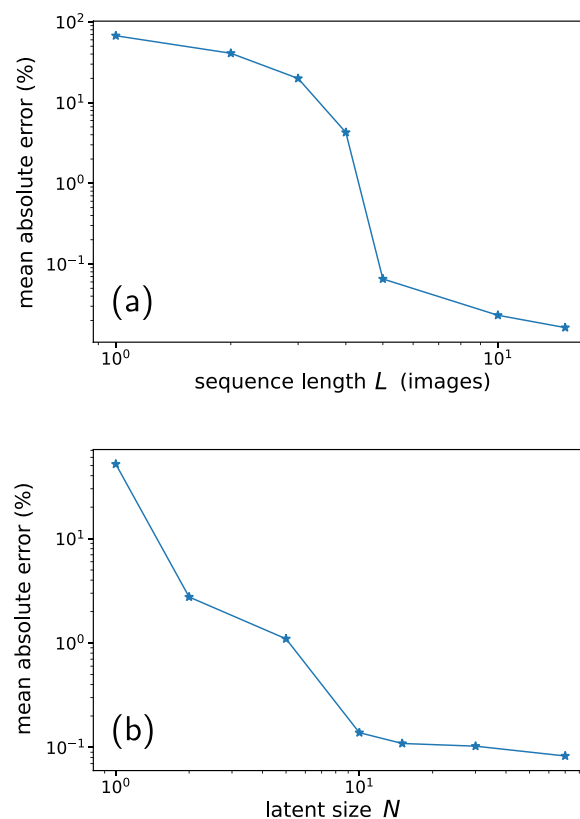 10²
10¹
10⁰
10⁻¹
mean absolute error (%)
(a)
10⁰ 10¹
sequence length L (images)
10¹
10⁰
10⁻¹
mean absolute error (%)
(b)
10⁰ 10¹
latent size N